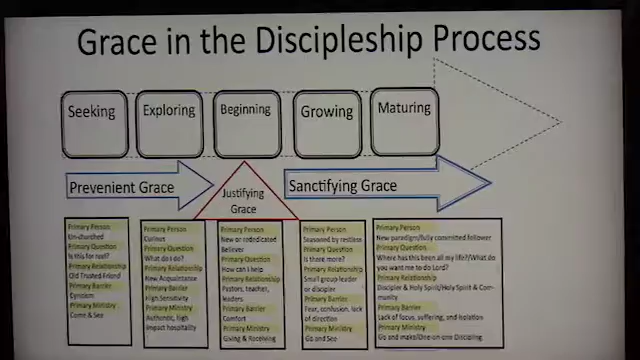 Grace in the Discipleship Process
Seeking
Exploring
Beginning
Growing
Maturing
Prevenient Grace
Justifying
Grace
Sanctifying Grace
Primary Person
Un-churched
Primary Question
Is this for real?
Primary Relationship
Old Trusted Friend
Primary Barrier
Cynicism
Primary Ministry
Come & See
Primary Person
Curious
Primary Question
What do I do?
Primary Relationship
New Acquaintance
Primary Barrier
High Sensitivity
Primary Ministry
Authentic, high
impact hospitality
Primary Person
New or rededicated
Believer
Primary Question
How can I help
Primary Relationship
Pastors, teacher,
leaders
Primary Barrier
Comfort
Primary Ministry
Giving & Receiving
Primary Person
Seasoned by restless
Primary Question
Is there more?
Primary Relationship
Small group leader
or discipler
Primary Barrier
Fear, confusion, lack
of direction
Primary Ministry
Go and See
Primary Person
New paradigm/fully committed follower
Primary Question
Where has this been all my life?/What do
you want me to do Lord?
Primary Relationship
Discipler & Holy Spirit/Holy Spirit & Com-
munity
Primary Barrier
Lack of focus, suffering, and isolation
Primary Ministry
Go and make/One on one Discipling